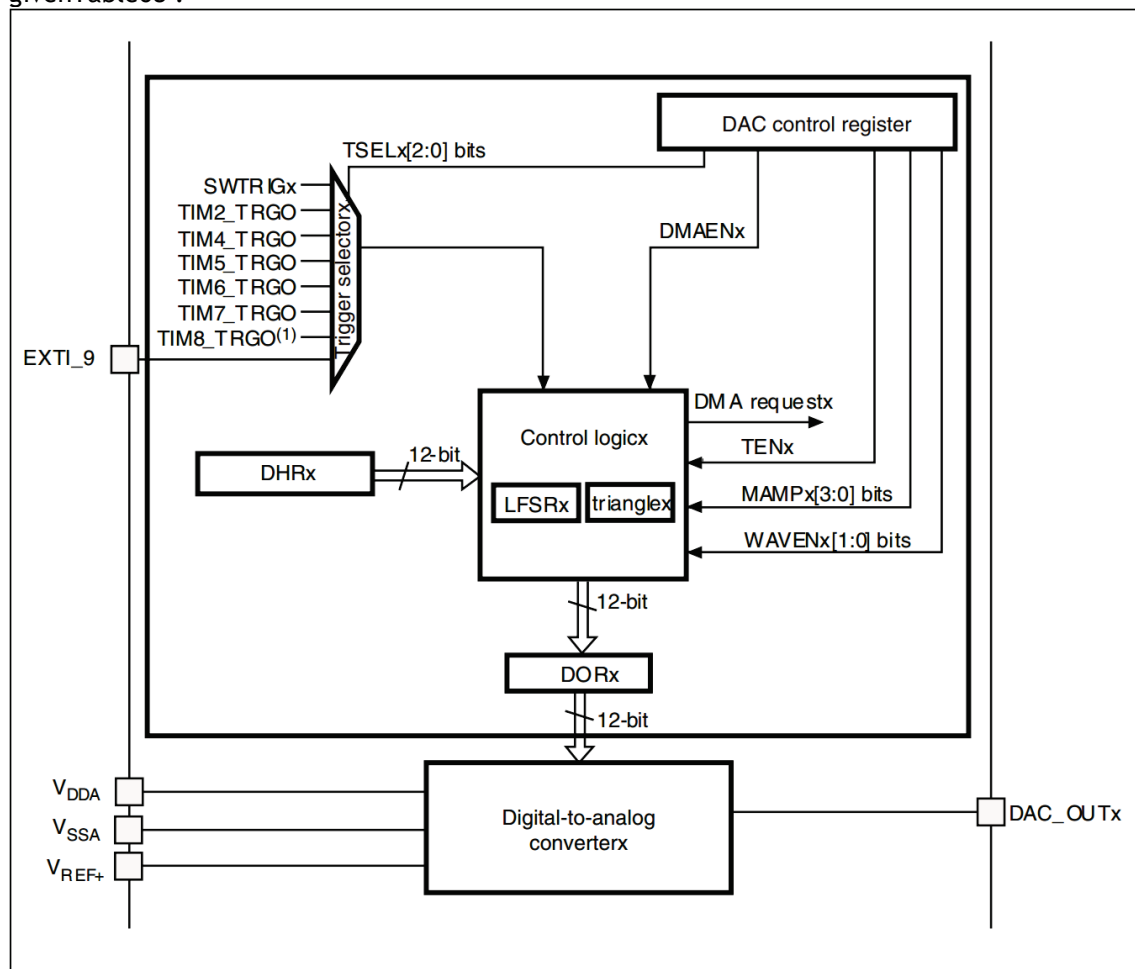 givenTable68 .
DAC control register
TSELx[2:0] bits
SWTRIGx
TIM2_TRGO
TIM4_TRGO
TIM5_TRGO
TIM6_TRGO
TIM7_TRGO
TIM8_TRGO(1)
EXTI_9
Trigger selectorx
DMAENx
DMA requestx
Control logicx
TENx
DHRx
12-bit
LFSRx
trianglex
MAMPx[3:0] bits
WAVENx[1:0] bits
12-bit
DORx
12-bit
VDDA
VSSA
VREF+
Digital-to-analog
converterx
DAC_OUTx